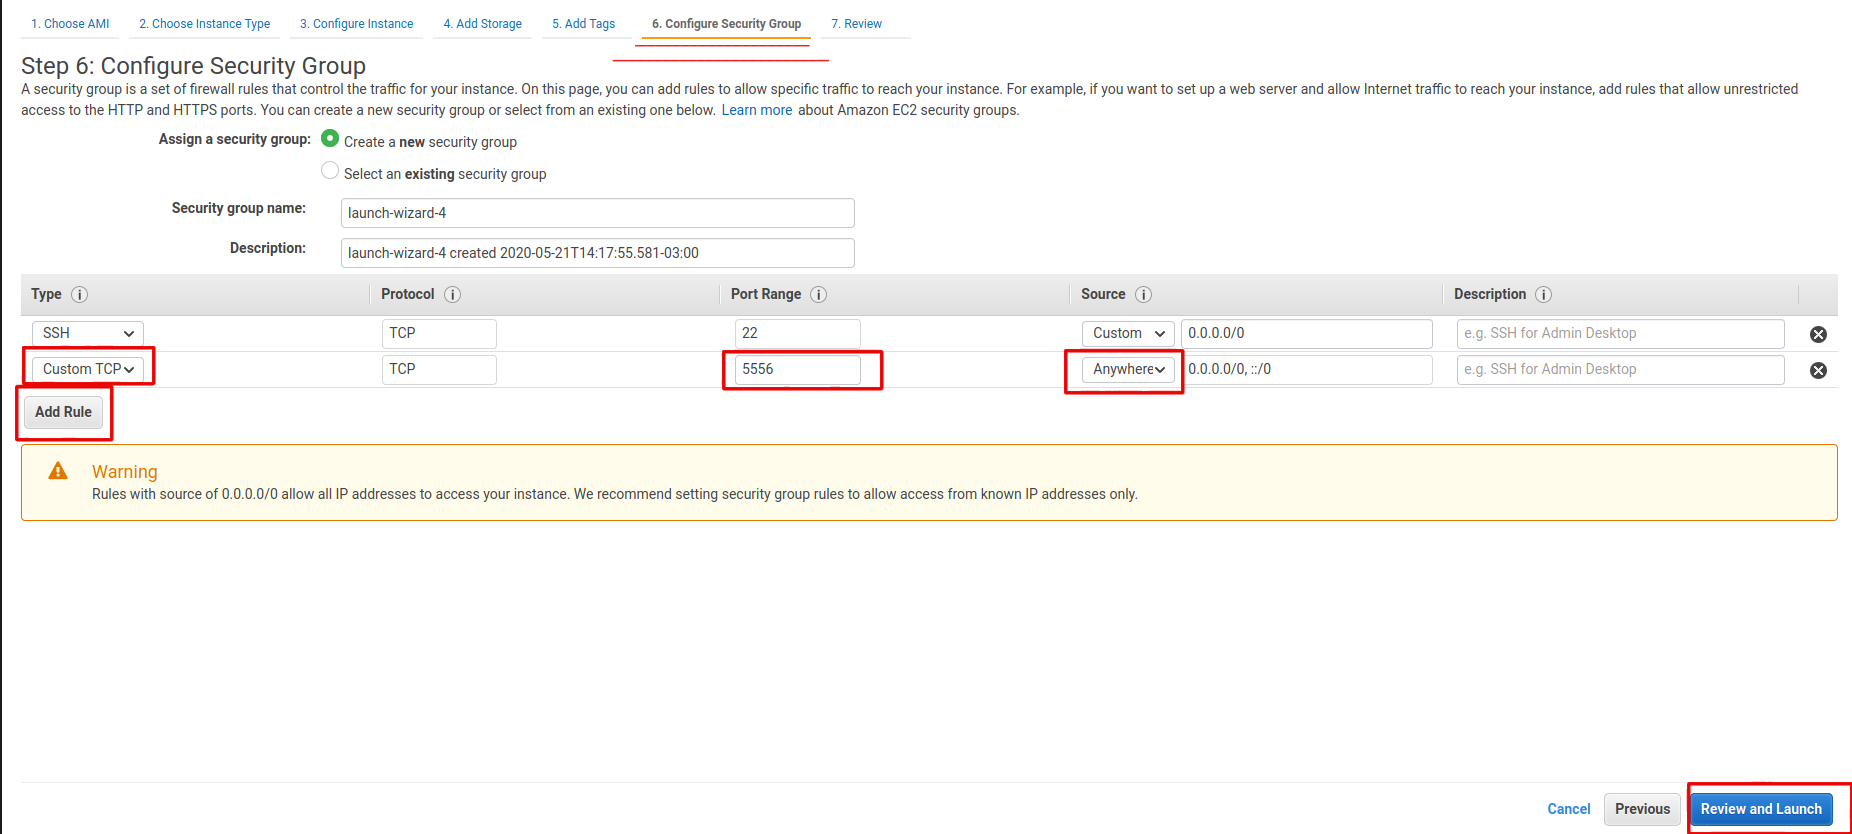 1. Choose AMI 2. Choose Instance Type 3. Configure Instance 4. Add Storage 5. Add Tags 6. Configure Security Group 7. Review
Step 6: Configure Security Group
A security group is a set of firewall rules that control the traffic for your instance. On this page, you can add rules to allow specific traffic to reach your instance. For example, if you want to set up a web server and allow Internet traffic to reach your instance, add rules that allow unrestricted
access to the HTTP and HTTPS ports. You can create a new security group or select from an existing one below. Learn more about Amazon EC2 security groups.
Assign a security group: Create a new security group
Select an existing security group
Security group name: launch-wizard-4
Description: launch-wizard-4 created 2020-05-21T14:17:55.581-03:00
Type i Protocol i Port Range i Source i Description i
SSH TCP 22 Custom 0.0.0.0/0 e.g. SSH for Admin Desktop
Custom TCP TCP 5556 Anywhere 0.0.0.0/0, ::/0 e.g. SSH for Admin Desktop
Add Rule
Warning
Rules with source of 0.0.0.0/0 allow all IP addresses to access your instance. We recommend setting security group rules to allow access from known IP addresses only.
Cancel Previous Review and Launch